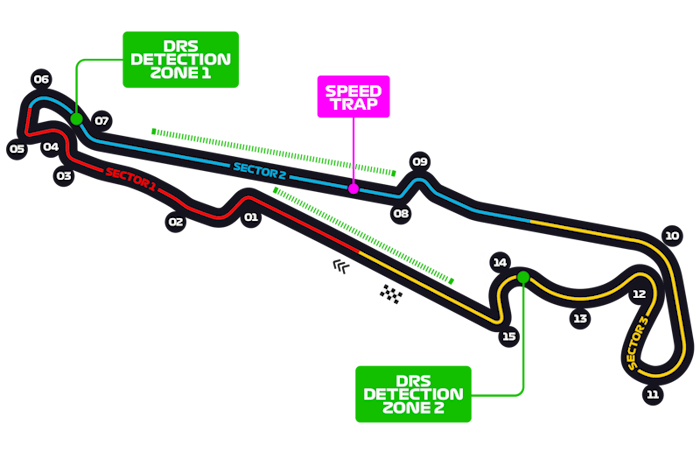 DRS
DETECTION
ZONE 1
SPEED
TRAP
06
07
09
05
04
03
SECTOR 1
SECTOR 2
02
01
08
10
14
12
13
15
SECTOR 3
11
DRS
DETECTION
ZONE 2